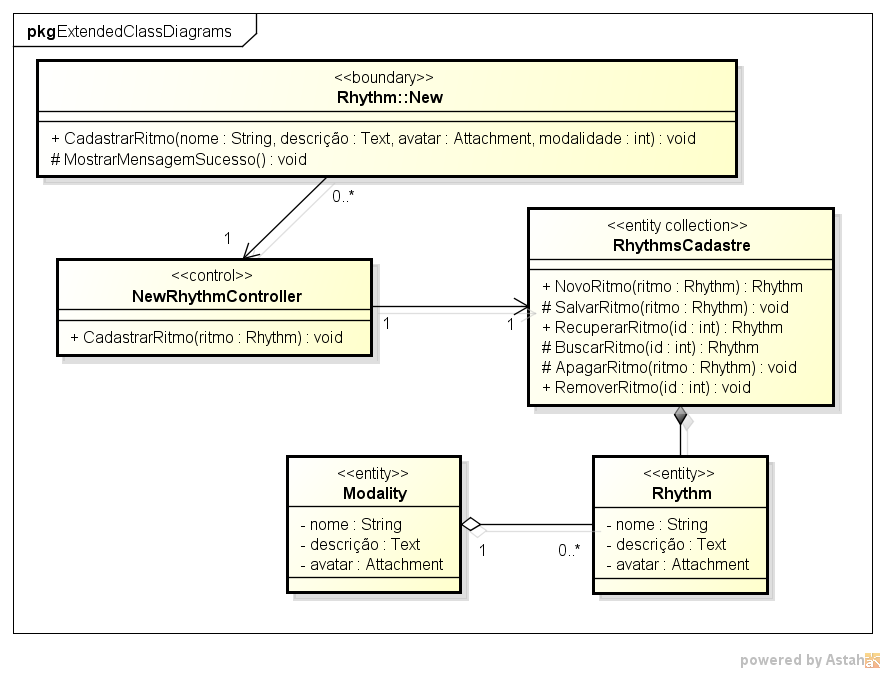 pkg ExtendedClassDiagrams
<<boundary>>
Rhythm::New
+ CadastrarRitmo(nome : String, descrição : Text, avatar : Attachment, modalidade : int) : void
# MostrarMensagemSucesso() : void
0..*
1
<<control>>
NewRhythmController
+ CadastrarRitmo(ritmo : Rhythm) : void
1
1
<<entity collection>>
RhythmsCadastre
+ NovoRitmo(ritmo : Rhythm) : Rhythm
# SalvarRitmo(ritmo : Rhythm) : void
+ RecuperarRitmo(id : int) : Rhythm
# BuscarRitmo(id : int) : Rhythm
# ApagarRitmo(ritmo : Rhythm) : void
+ RemoverRitmo(id : int) : void
<<entity>>
Modality
- nome : String
- descrição : Text
- avatar : Attachment
1
0..*
<<entity>>
Rhythm
- nome : String
- descrição : Text
- avatar : Attachment
powered by Astah